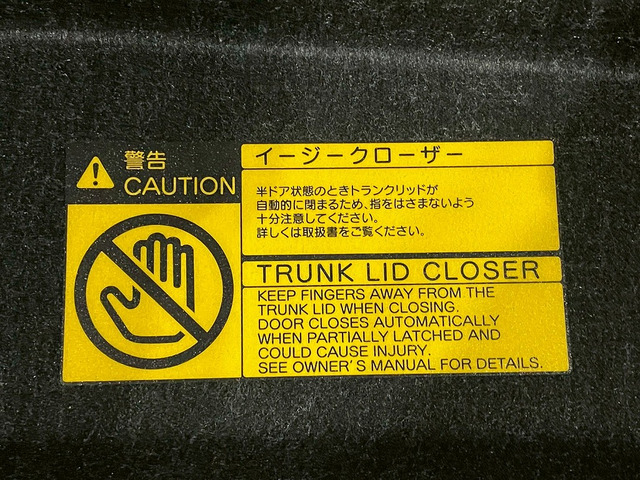 警告
CAUTION
イージークローザー
半ドア状態のときトランクリッドが
自動的に閉まるため、指をはさまないよう
十分注意してください。
詳しくは取扱書をご覧ください。
TRUNK LID CLOSER
KEEP FINGERS AWAY FROM THE
TRUNK LID WHEN CLOSING.
DOOR CLOSES AUTOMATICALLY
WHEN PARTIALLY LATCHED AND
COULD CAUSE INJURY.
SEE OWNER'S MANUAL FOR DETAILS.